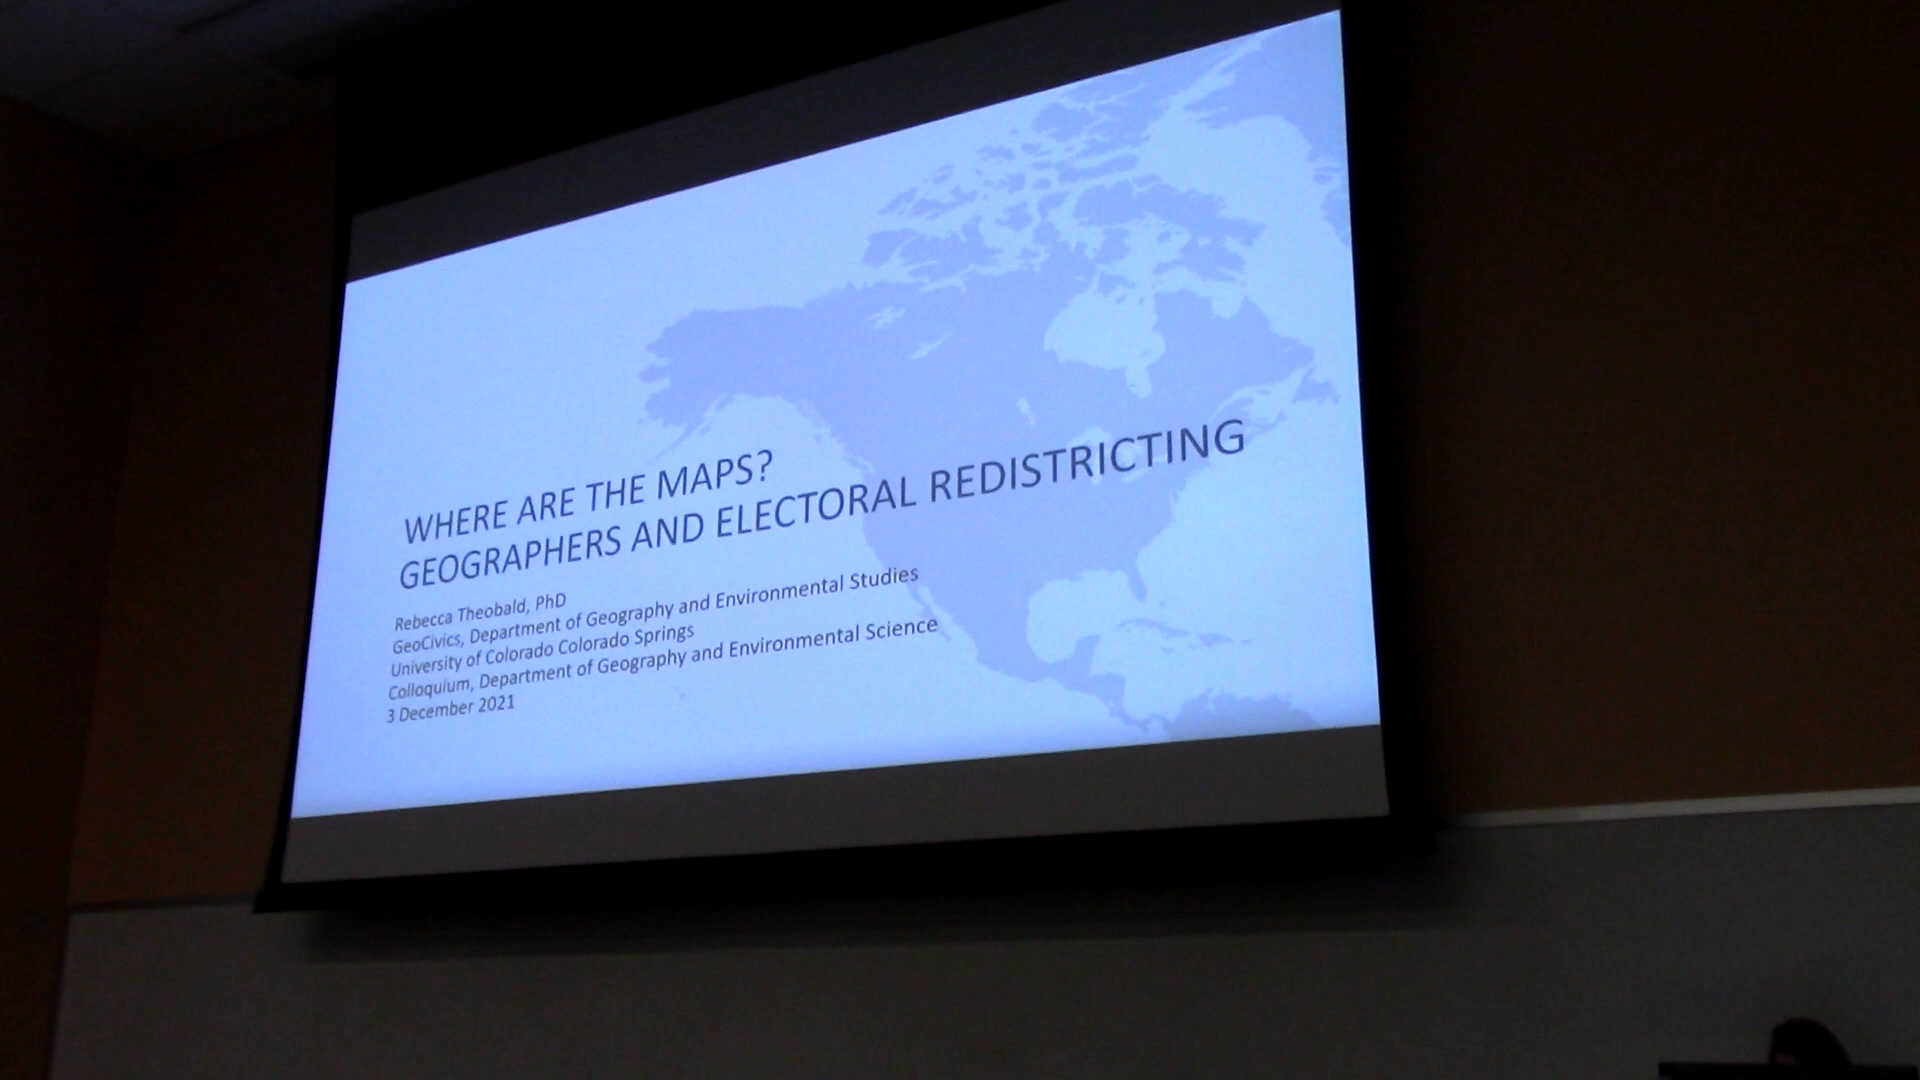 WHERE ARE THE MAPS?
GEOGRAPHERS AND ELECTORAL REDISTRICTING
Rebecca Theobald, PhD
GeoCivics, Department of Geography and Environmental Studies
University of Colorado Colorado Springs
Colloquium, Department of Geography and Environmental Science
3 December 2021